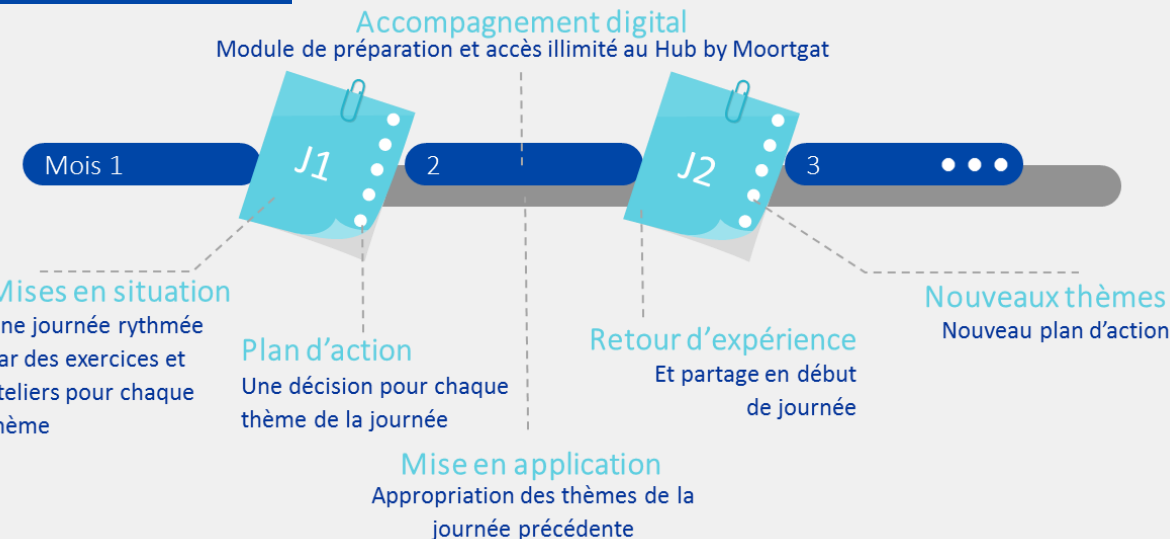 Accompagnement digital
Module de préparation et accès illimité au Hub by Moortgat
Mois 1
J1
2
J2
3
Mises en situation
ne journée rythmée
ar des exercices et
teliers pour chaque
hème
Plan d’action
Une décision pour chaque
thème de la journée
Mise en application
Appropriation des thèmes de la
journée précédente
Retour d’expérience
Et partage en début
de journée
Nouveaux thèmes
Nouveau plan d’action